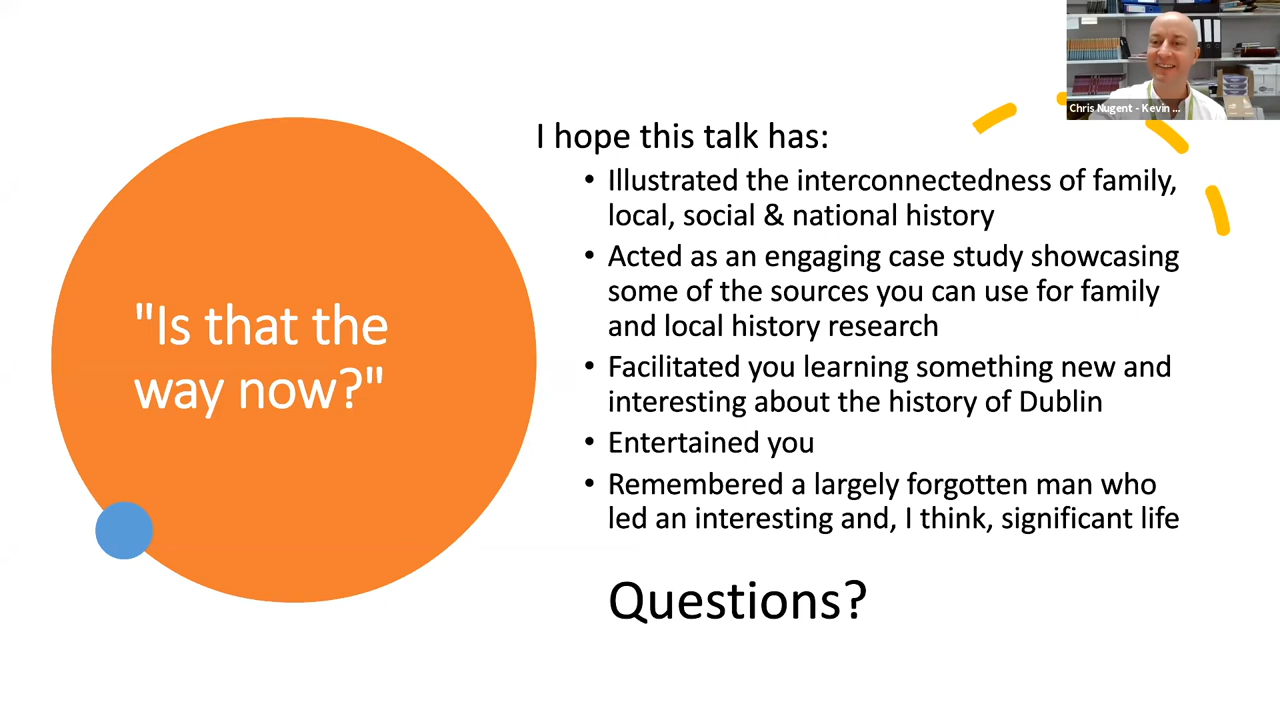 Chris Nugent - Kevin ...
I hope this talk has:
• Illustrated the interconnectedness of family,
local, social & national history
• Acted as an engaging case study showcasing
some of the sources you can use for family
and local history research
• Facilitated you learning something new and
interesting about the history of Dublin
• Entertained you
• Remembered a largely forgotten man who
led an interesting and, I think, significant life
"Is that the
way now?"
Questions?